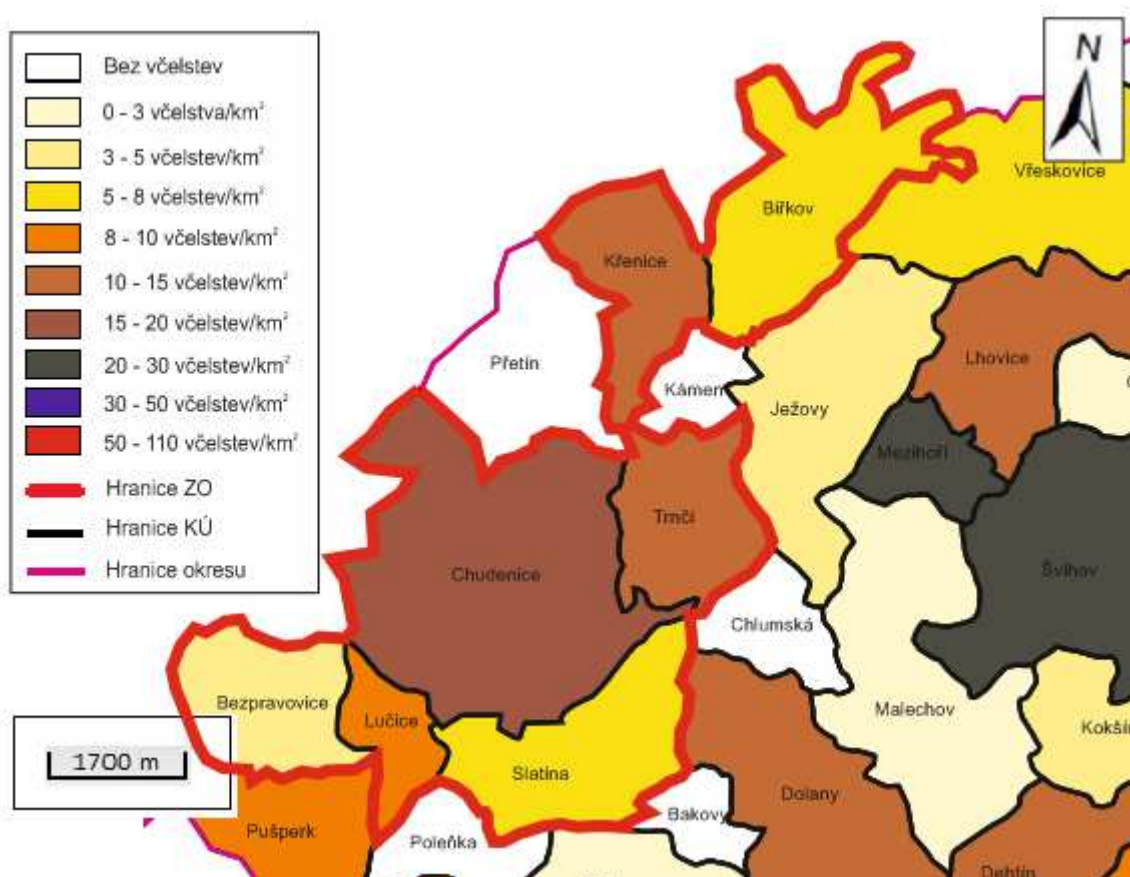 Bez včelstev
0 - 3 včelstva/km²
3 - 5 včelstev/km²
5 - 8 včelstev/km²
8 - 10 včelstev/km²
10 - 15 včelstev/km²
15 - 20 včelstev/km²
20 - 30 včelstev/km²
30 - 50 včelstev/km²
50 - 110 včelstev/km²
Hranice ZO
Hranice KÚ
Hranice okresu
N
Vřeskovice
Biřkov
Křenice
Přetín
Kámen
Lhovice
Ježovy
Mezihoří
Trnčí
Švihov
Chudenice
Chlumská
Bezpravovice
Lučice
Malechov
Kokší
1700 m
Slatina
Dolany
Bakovy
Pušperk
Poleňka
Dehtín